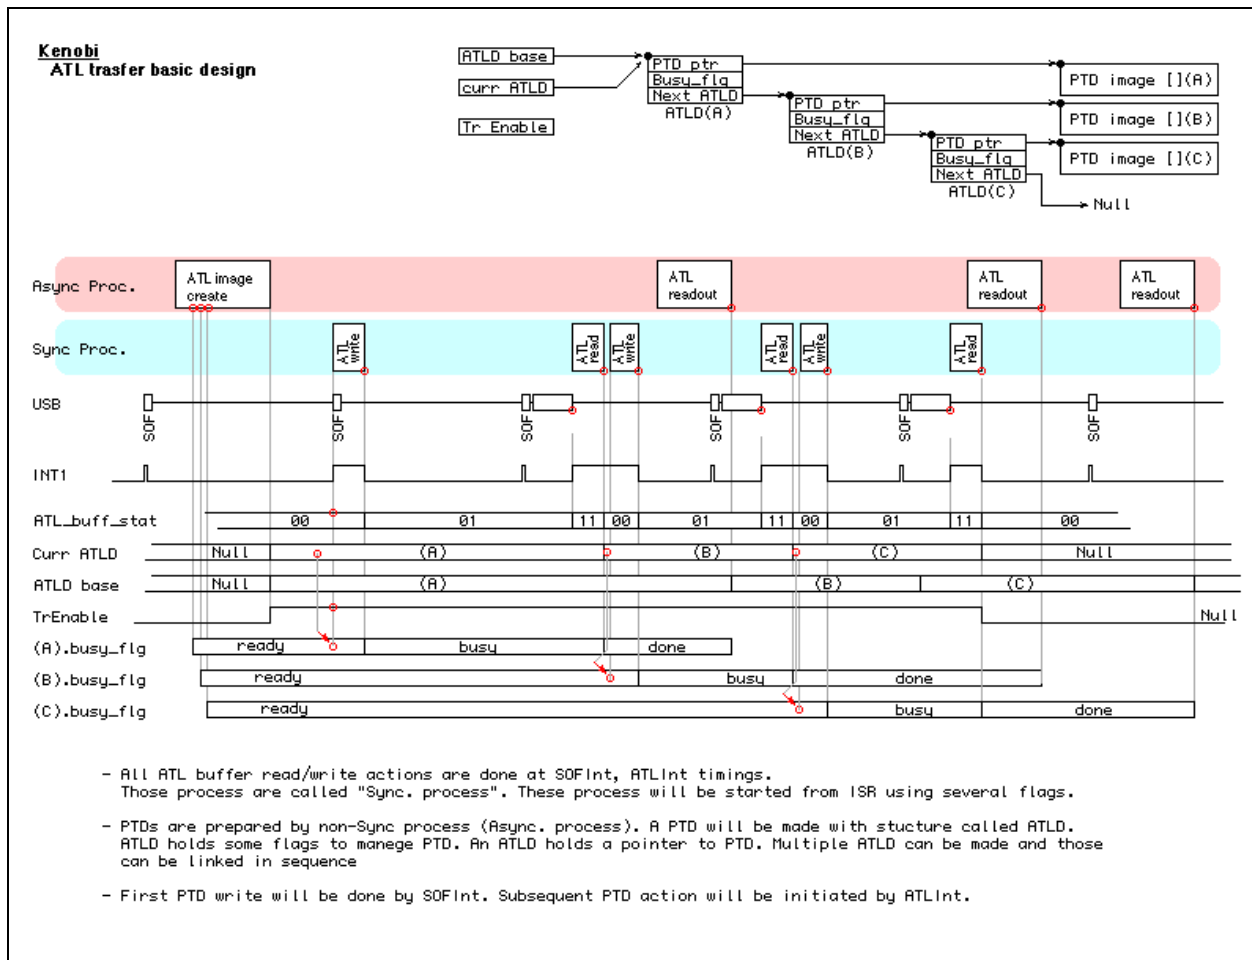 Kenobi
ATL trasfer basic design
ATLD base
curr ATLD
Tr Enable
PTD ptr
Busy_flg
Next ATLD
ATLD(A)
PTD ptr
Busy_flg
Next ATLD
ATLD(B)
PTD ptr
Busy_flg
Next ATLD
ATLD(C)
PTD image [](A)
PTD image [](B)
PTD image [](C)
Null
Async Proc.
ATL image
create
ATL
readout
ATL
readout
ATL
readout
Sync Proc.
ATL
write
ATL
read
ATL
write
ATL
read
ATL
write
ATL
read
USB
SOF
SOF
SOF
SOF
SOF
SOF
INT1
ATL_buff_stat 00 01 11 00 01 11 00 01 11 00
Curr ATLD Null (A) (B) (C) Null
ATLD base Null (A) (B) (C)
TrEnable Null
(A).busy_flg ready busy done
(B).busy_flg ready busy done
(C).busy_flg ready busy done
- All ATL buffer read/write actions are done at SOFInt, ATLInt timings.
Those process are called "Sync. process". These process will be started from ISR using several flags.
- PTDs are prepared by non-Sync process (Async. process). A PTD will be made with stucture called ATLD.
ATLD holds some flags to manege PTD. An ATLD holds a pointer to PTD. Multiple ATLD can be made and those
can be linked in sequence
- First PTD write will be done by SOFInt. Subsequent PTD action will be initiated by ATLInt.